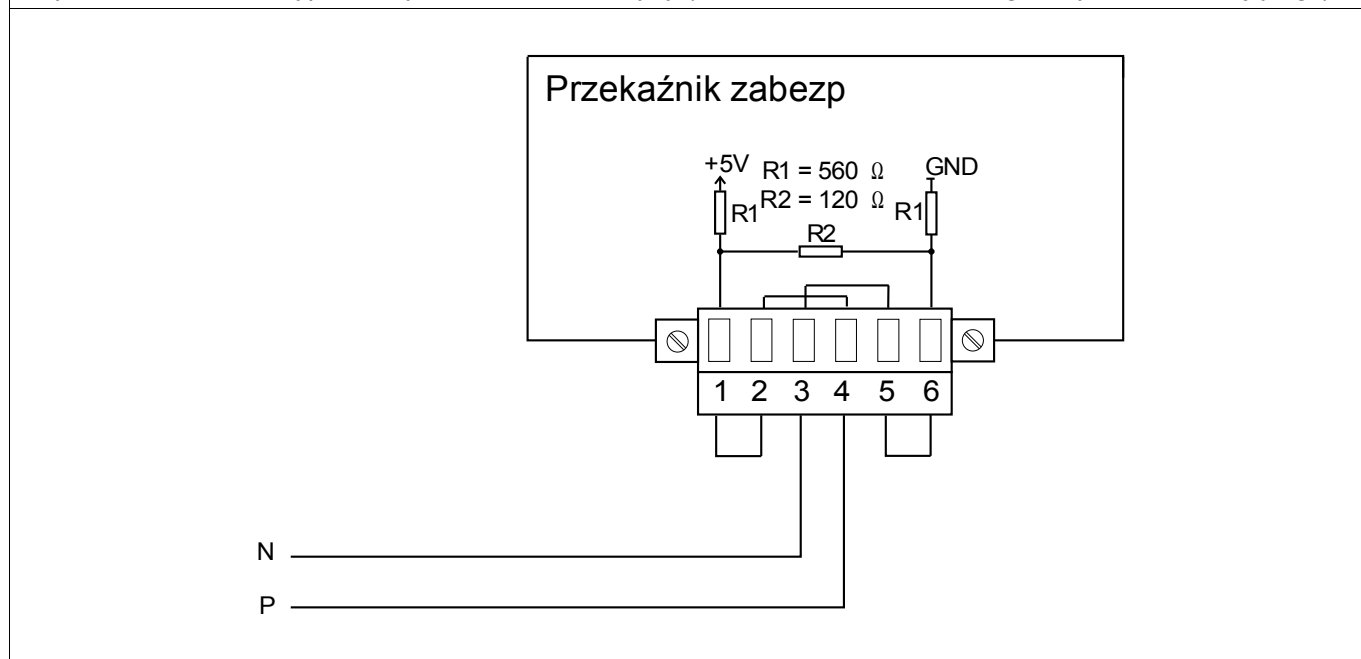 Przekaźnik zabezp
+5V R1 = 560 Ω GND
R2 = 120 Ω
R1 R1
R2
1 2 3 4 5 6
N
P